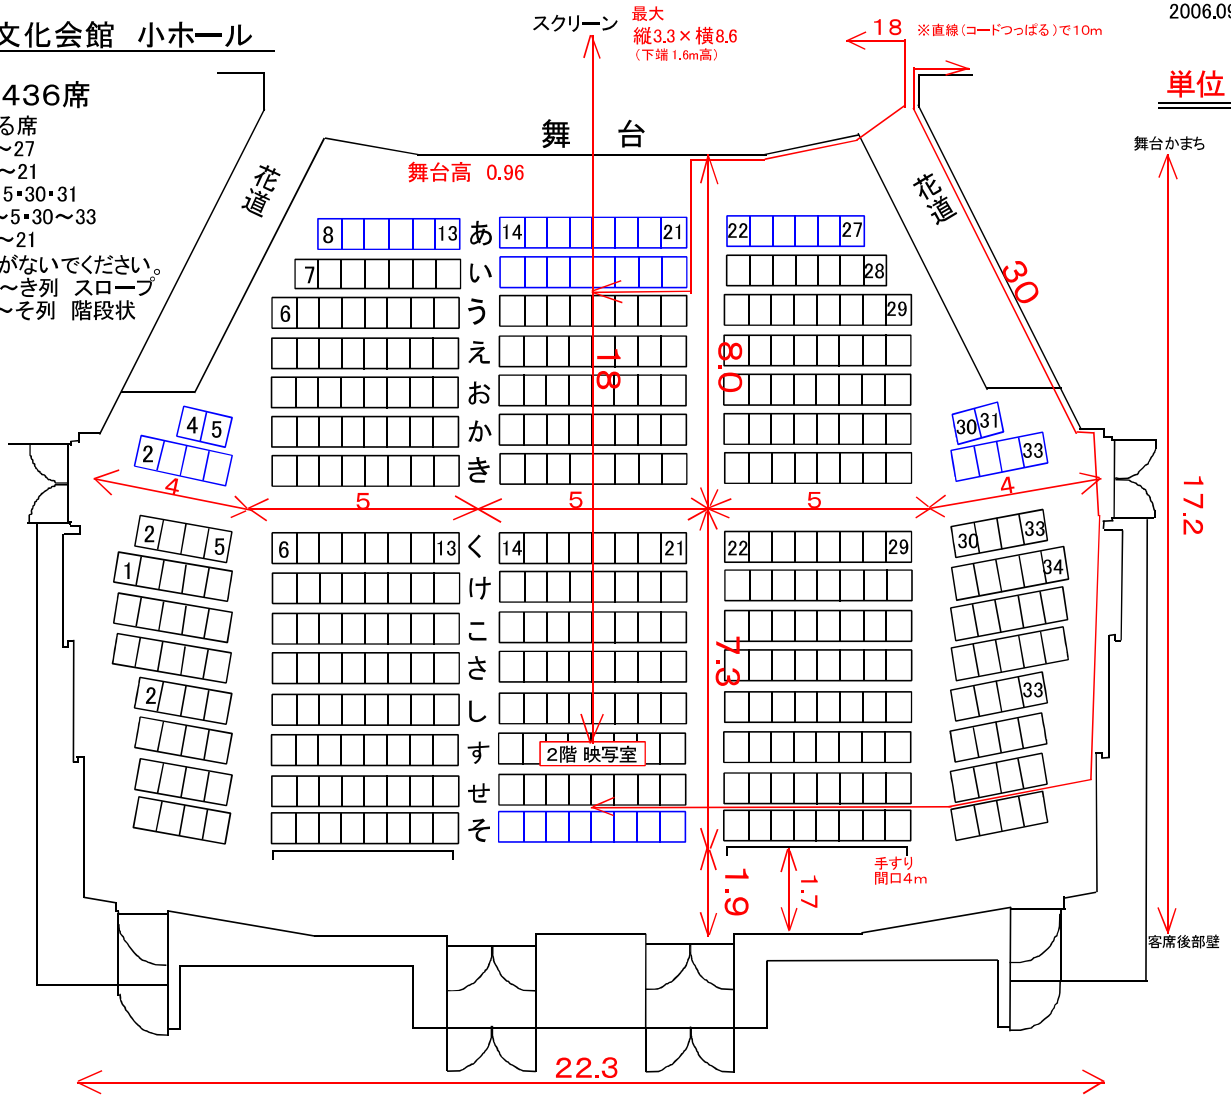 文化会館 小ホール
スクリーン
最大
縦3.3×横8.6
(下端1.6m高)
18 ※直線(コードつっぱる)で10m
2006.09
436席
る席
～27
～21
5・30・31
～5・30～33
～21
がないでください。
～き列 スロープ
～そ列 階段状
単位
舞台かまち
舞 台
舞台高 0.96
花道
花道
30
8 13 あ 14 21 22 27
7 い 28
6 う 29
え
18
8.0
お
4 5 か 30 31
2 き 33
4 5 5 5 4
17.2
2 5 6 13 く 14 21 22 29 30 33
1 け 34
こ
さ
7.3
2 し 33
す
2階 映写室
せ
そ
手すり
間口4m
1.9
1.7
客席後部壁
22.3